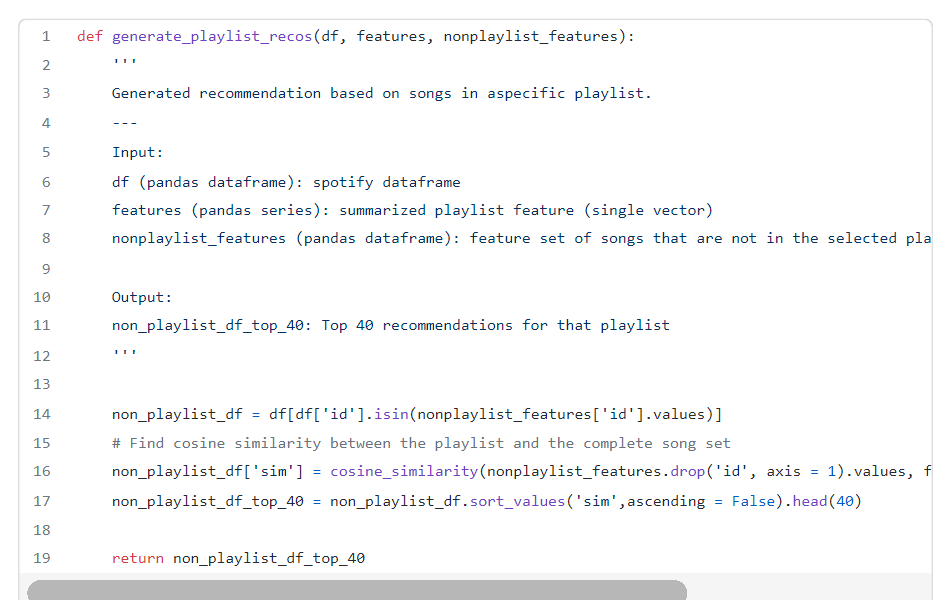 1 def generate_playlist_recos(df, features, nonplaylist_features):
2 '''
3 Generated recommendation based on songs in aspecific playlist.
4 ---
5 Input:
6 df (pandas dataframe): spotify dataframe
7 features (pandas series): summarized playlist feature (single vector)
8 nonplaylist_features (pandas dataframe): feature set of songs that are not in the selected pla
9
10 Output:
11 non_playlist_df_top_40: Top 40 recommendations for that playlist
12 '''
13
14 non_playlist_df = df[df['id'].isin(nonplaylist_features['id'].values)]
15 # Find cosine similarity between the playlist and the complete song set
16 non_playlist_df['sim'] = cosine_similarity(nonplaylist_features.drop('id', axis = 1).values, f
17 non_playlist_df_top_40 = non_playlist_df.sort_values('sim',ascending = False).head(40)
18
19 return non_playlist_df_top_40